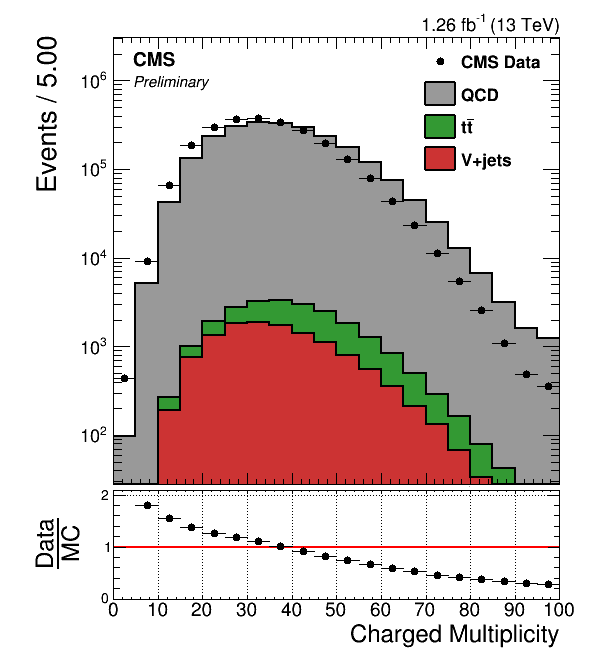 1.26 fb⁻¹ (13 TeV)
CMS
Preliminary
CMS Data
QCD
tt̄
V+jets
Events / 5.00
10⁶
10⁵
10⁴
10³
10²
Data
MC
2
1
0
0 10 20 30 40 50 60 70 80 90 100
Charged Multiplicity